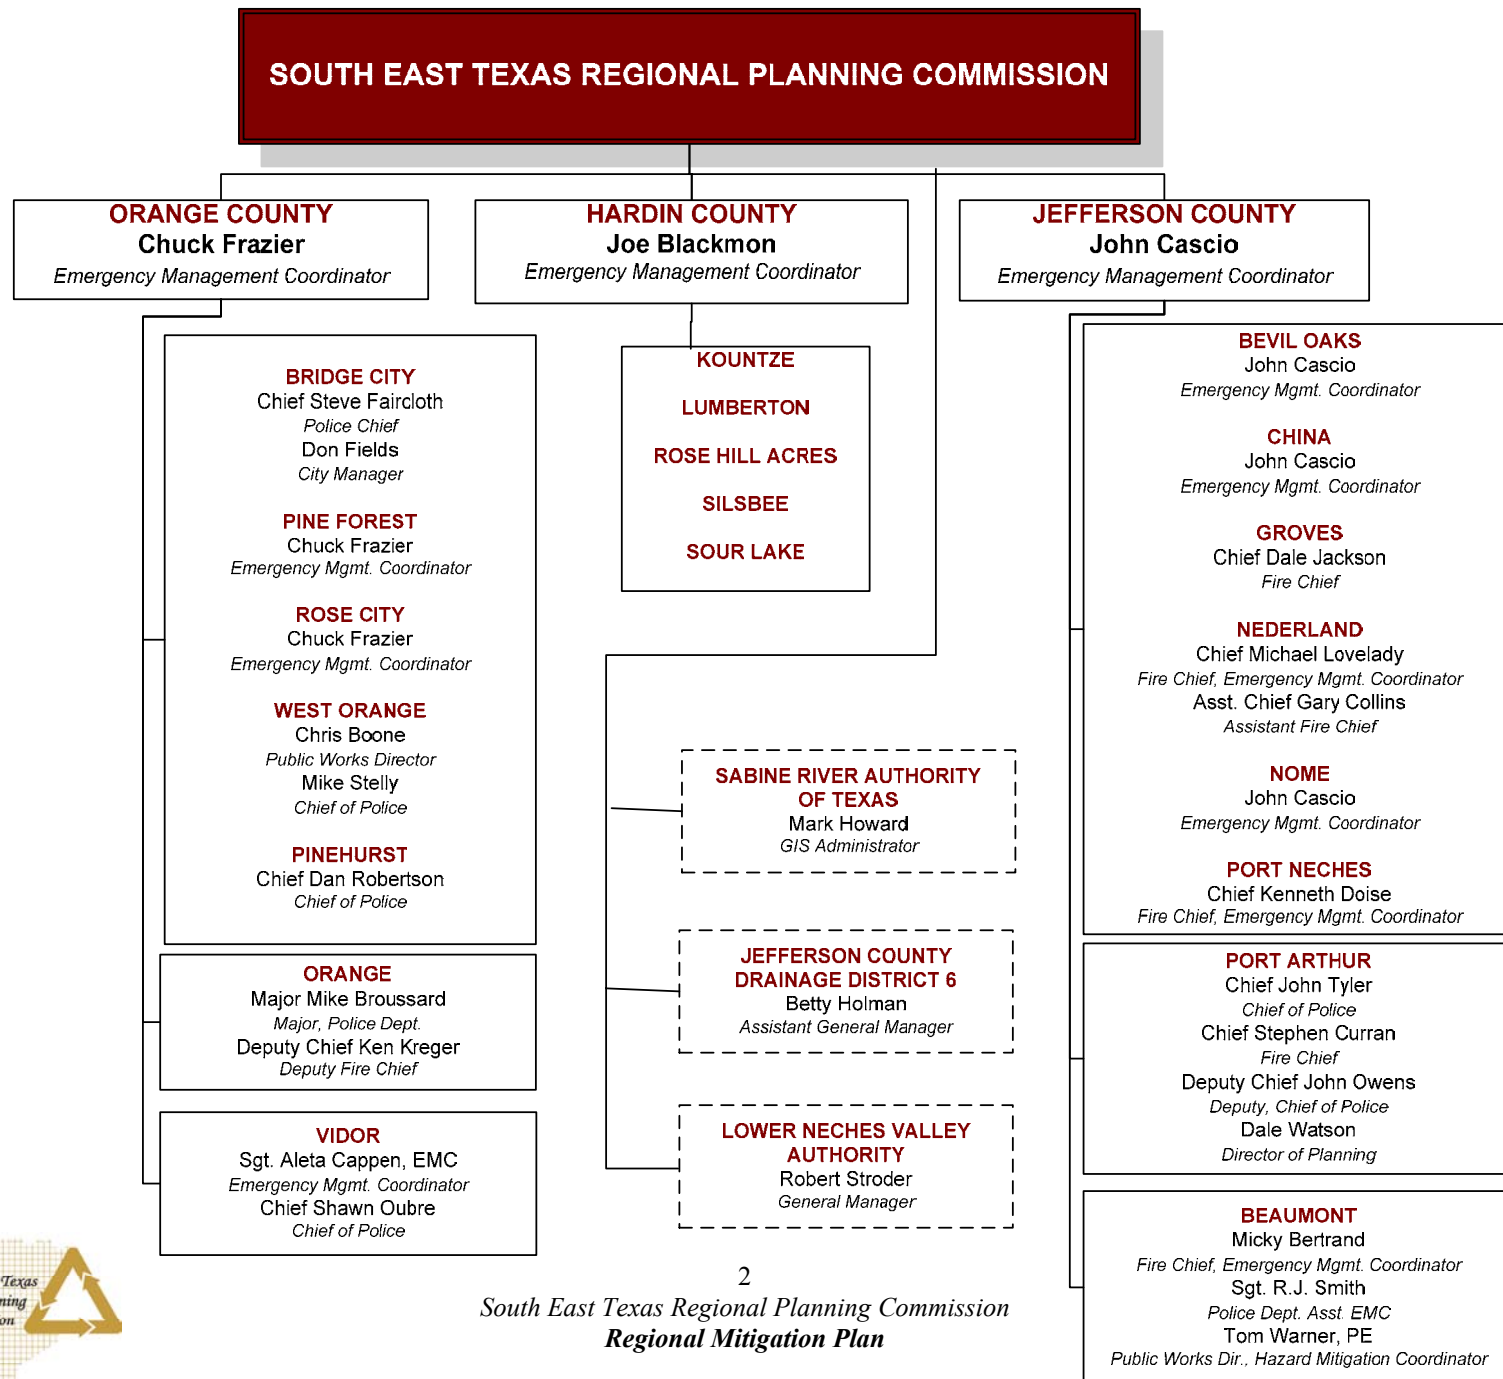 SOUTH EAST TEXAS REGIONAL PLANNING COMMISSION
ORANGE COUNTY
Chuck Frazier
Emergency Management Coordinator
HARDIN COUNTY
Joe Blackmon
Emergency Management Coordinator
JEFFERSON COUNTY
John Cascio
Emergency Management Coordinator
BRIDGE CITY
Chief Steve Faircloth
Police Chief
Don Fields
City Manager
PINE FOREST
Chuck Frazier
Emergency Mgmt. Coordinator
ROSE CITY
Chuck Frazier
Emergency Mgmt. Coordinator
WEST ORANGE
Chris Boone
Public Works Director
Mike Stelly
Chief of Police
PINEHURST
Chief Dan Robertson
Chief of Police
ORANGE
Major Mike Broussard
Major, Police Dept.
Deputy Chief Ken Kreger
Deputy Fire Chief
VIDOR
Sgt. Aleta Cappen, EMC
Emergency Mgmt. Coordinator
Chief Shawn Oubre
Chief of Police
KOUNTZE
LUMBERTON
ROSE HILL ACRES
SILSBEE
SOUR LAKE
SABINE RIVER AUTHORITY
OF TEXAS
Mark Howard
GIS Administrator
JEFFERSON COUNTY
DRAINAGE DISTRICT 6
Betty Holman
Assistant General Manager
LOWER NECHES VALLEY
AUTHORITY
Robert Stroder
General Manager
BEVIL OAKS
John Cascio
Emergency Mgmt. Coordinator
CHINA
John Cascio
Emergency Mgmt. Coordinator
GROVES
Chief Dale Jackson
Fire Chief
NEDERLAND
Chief Michael Lovelady
Fire Chief, Emergency Mgmt. Coordinator
Asst. Chief Gary Collins
Assistant Fire Chief
NOME
John Cascio
Emergency Mgmt. Coordinator
PORT NECHES
Chief Kenneth Doise
Fire Chief, Emergency Mgmt. Coordinator
PORT ARTHUR
Chief John Tyler
Chief of Police
Chief Stephen Curran
Fire Chief
Deputy Chief John Owens
Deputy, Chief of Police
Dale Watson
Director of Planning
BEAUMONT
Micky Bertrand
Fire Chief, Emergency Mgmt. Coordinator
Sgt. R.J. Smith
Police Dept. Asst. EMC
Tom Warner, PE
Public Works Dir., Hazard Mitigation Coordinator
Texas
ning
on
2
South East Texas Regional Planning Commission
Regional Mitigation Plan